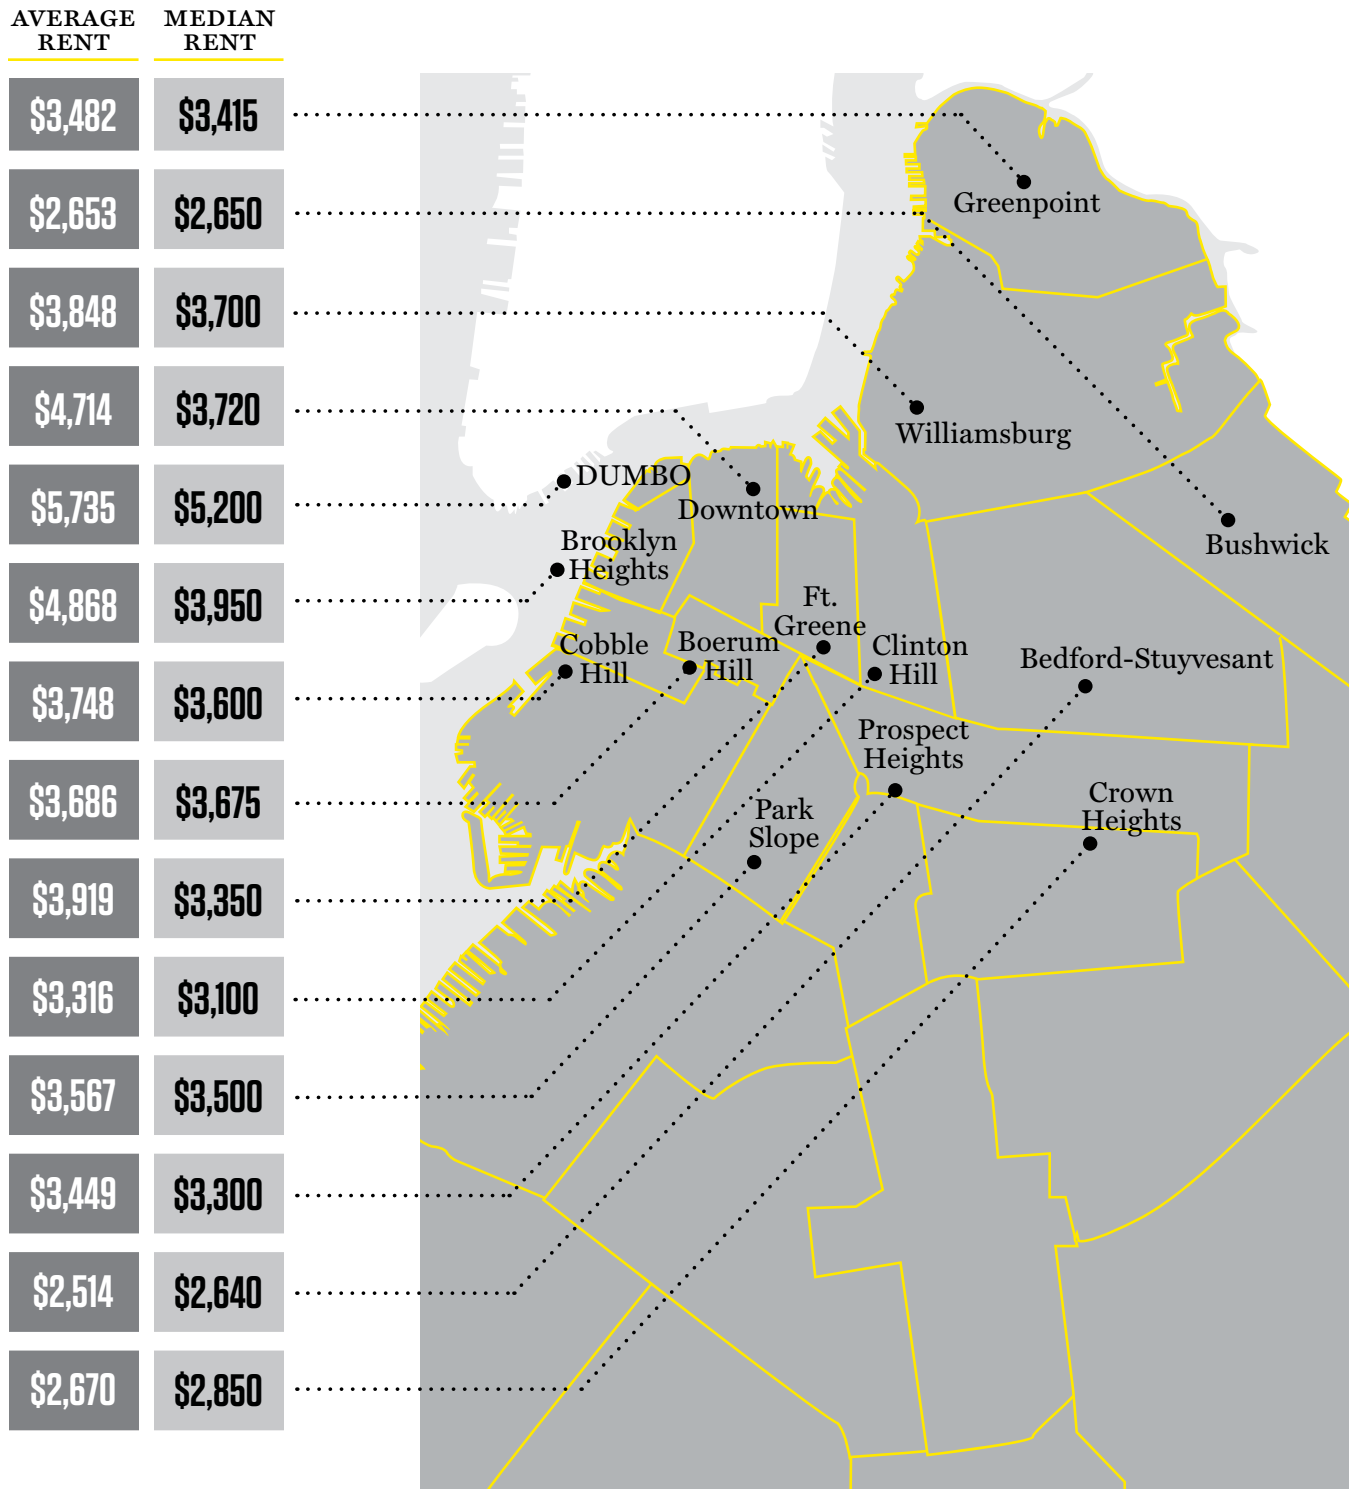 AVERAGE
RENT
MEDIAN
RENT
$3,482 $3,415
$2,653 $2,650
$3,848 $3,700
$4,714 $3,720
$5,735 $5,200
$4,868 $3,950
$3,748 $3,600
$3,686 $3,675
$3,919 $3,350
$3,316 $3,100
$3,567 $3,500
$3,449 $3,300
$2,514 $2,640
$2,670 $2,850
Greenpoint
Williamsburg
DUMBO
Downtown
Bushwick
Brooklyn
Heights
Ft.
Greene
Cobble
Hill
Boerum
Hill
Clinton
Hill
Bedford-Stuyvesant
Prospect
Heights
Park
Slope
Crown
Heights